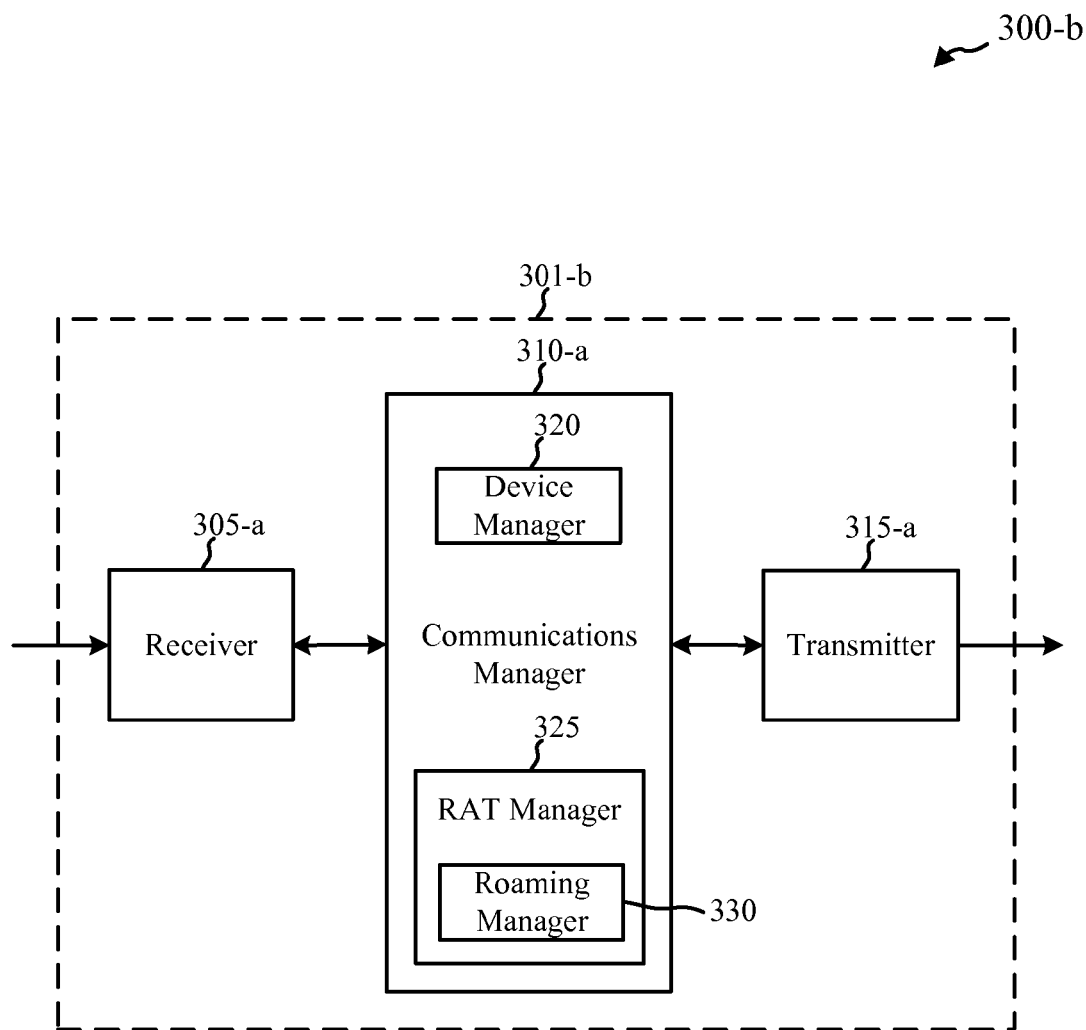 300-b
301-b
310-a
320
Device
Manager
305-a
Receiver
Communications
Manager
315-a
Transmitter
325
RAT Manager
Roaming
Manager
330